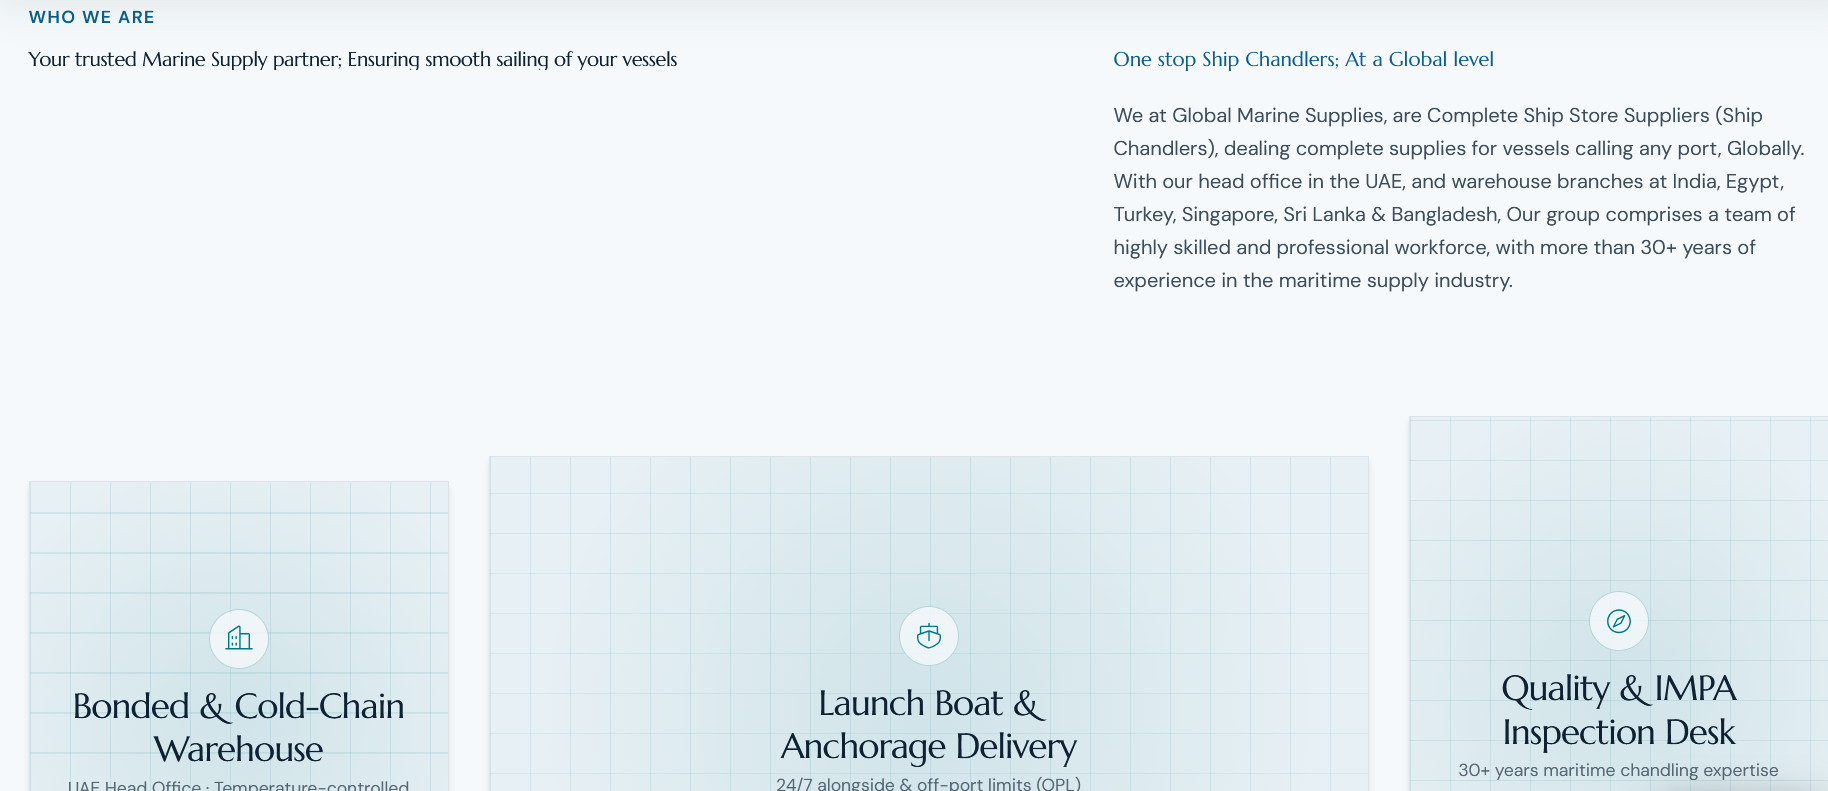 WHO WE ARE
Your trusted Marine Supply partner; Ensuring smooth sailing of your vessels
One stop Ship Chandlers; At a Global level
We at Global Marine Supplies, are Complete Ship Store Suppliers (Ship
Chandlers), dealing complete supplies for vessels calling any port, Globally.
With our head office in the UAE, and warehouse branches at India, Egypt,
Turkey, Singapore, Sri Lanka & Bangladesh, Our group comprises a team of
highly skilled and professional workforce, with more than 30+ years of
experience in the maritime supply industry.
Bonded & Cold-Chain
Warehouse
UAE Head Office · Temperature-controlled
Launch Boat &
Anchorage Delivery
24/7 alongside & off-port limits (OPL)
Quality & IMPA
Inspection Desk
30+ years maritime chandling expertise